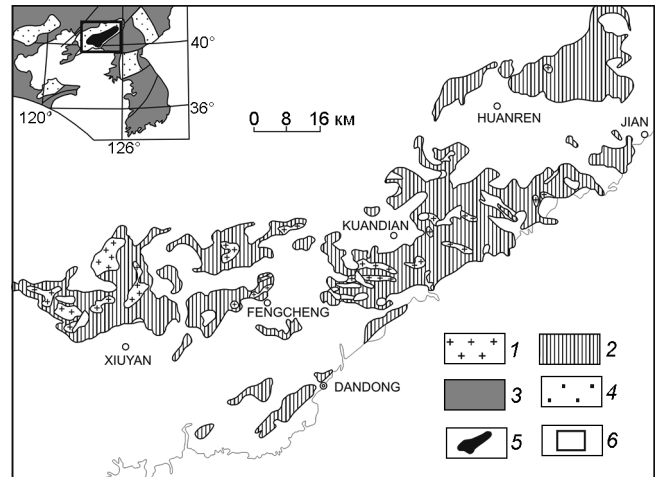 40°
36°
120°
126°
0 8 16 км
HUANREN
JIAN
KUANDIAN
FENGCHENG
XIUYAN
DANDONG
1 2
3 4
5 6